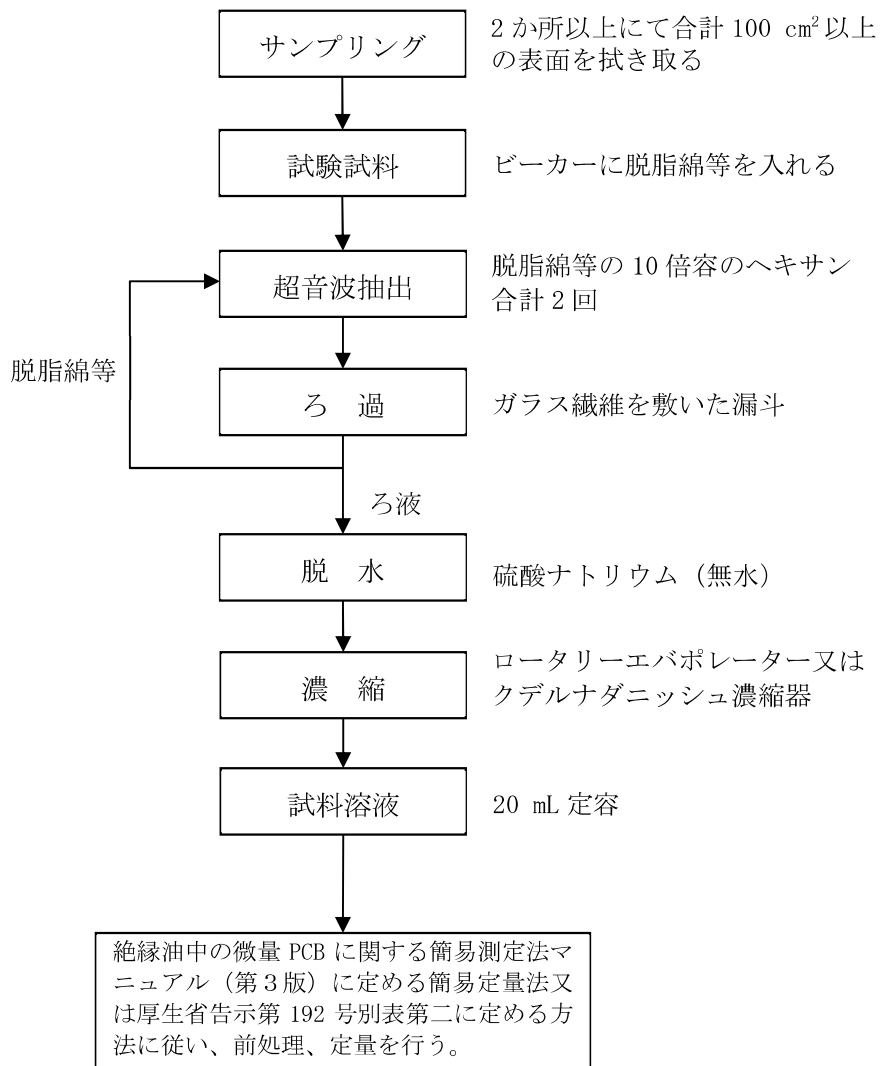 サンプリング
2か所以上にて合計100 cm²以上
の表面を拭き取る
試験試料
ビーカーに脱脂綿等を入れる
超音波抽出
脱脂綿等の10倍容のヘキサン
合計2回
脱脂綿等
ろ　過
ガラス繊維を敷いた漏斗
ろ液
脱　水
硫酸ナトリウム（無水）
濃　縮
ロータリーエバポレーター又は
クデルナダニッシュ濃縮器
試料溶液
20 mL定容
絶縁油中の微量PCBに関する簡易測定法マ
ニュアル（第３版）に定める簡易定量法又
は厚生省告示第192号別表第二に定める方
法に従い、前処理、定量を行う。